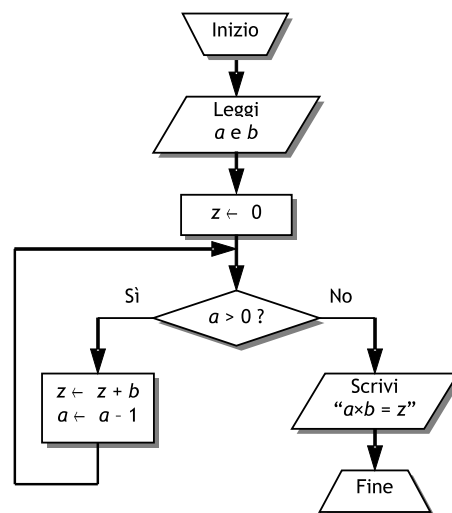 Inizio
Leggi
a e b
z ← 0
Sì
a > 0 ?
No
z ← z + b
a ← a – 1
Scrivi
“a×b = z”
Fine